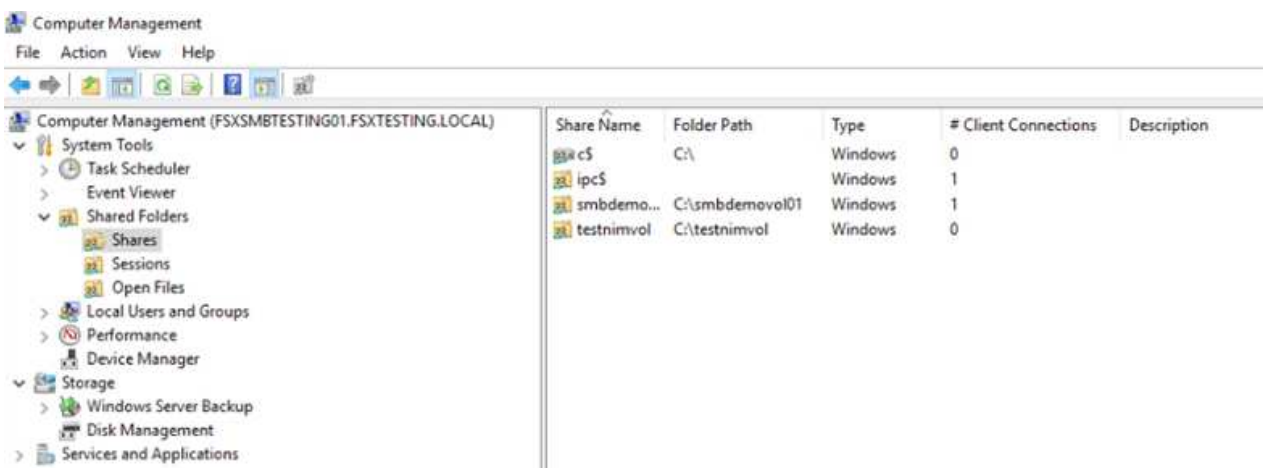 Computer Management
File Action View Help
Computer Management (FSXSMBTESTING01.FSXTESTING.LOCAL)
System Tools
Task Scheduler
Event Viewer
Shared Folders
Shares
Sessions
Open Files
Local Users and Groups
Performance
Device Manager
Storage
Windows Server Backup
Disk Management
Services and Applications
Share Name Folder Path Type # Client Connections Description
c$ C:\ Windows 0
ipc$ Windows 1
smbdemo... C:\smbdemovol01 Windows 1
testnimvol C:\testnimvol Windows 0